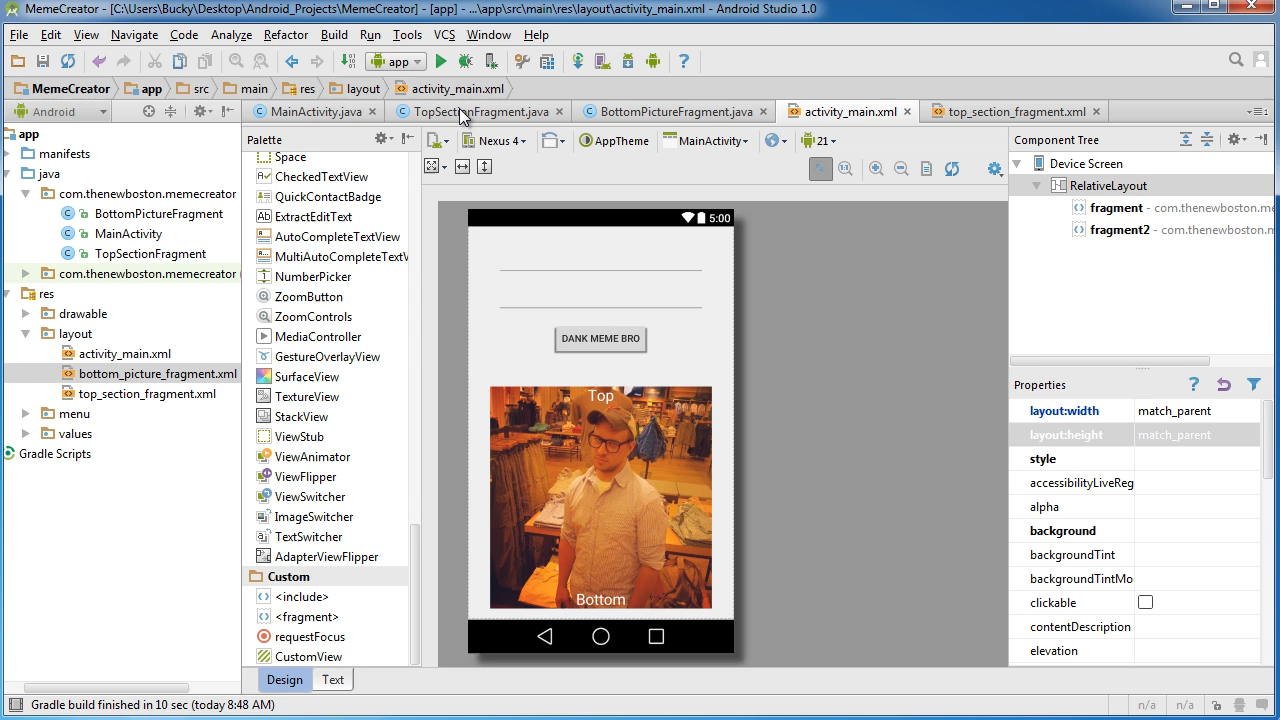 MemeCreator - [C:\Users\Bucky\Desktop\Android_Projects\MemeCreator] - [app] - ...\app\src\main\res\layout\activity_main.xml - Android Studio 1.0
File Edit View Navigate Code Analyze Refactor Build Run Tools VCS Window Help
app
MemeCreator app src main res layout activity_main.xml
Android
MainActivity.java TopSectionFragment.java BottomPictureFragment.java activity_main.xml top_section_fragment.xml
app
manifests
java
com.thenewboston.memecreator
BottomPictureFragment
MainActivity
TopSectionFragment
com.thenewboston.memecreator
res
drawable
layout
activity_main.xml
bottom_picture_fragment.xml
top_section_fragment.xml
menu
values
Gradle Scripts
Palette
Space
CheckedTextView
QuickContactBadge
ExtractEditText
AutoCompleteTextView
MultiAutoCompleteTextV
NumberPicker
ZoomButton
ZoomControls
MediaController
GestureOverlayView
SurfaceView
TextureView
StackView
ViewStub
ViewAnimator
ViewFlipper
ViewSwitcher
ImageSwitcher
TextSwitcher
AdapterViewFlipper
Custom
<include>
<fragment>
requestFocus
CustomView
Nexus 4 AppTheme MainActivity 21
5:00
DANK MEME BRO
Top
Bottom
Design Text
Component Tree
Device Screen
RelativeLayout
fragment - com.thenewboston.me
fragment2 - com.thenewboston.m
Properties
layout:width match_parent
layout:height match_parent
style
accessibilityLiveReg
alpha
background
backgroundTint
backgroundTintMo
clickable
contentDescription
elevation
Gradle build finished in 10 sec (today 8:48 AM)
n/a n/a